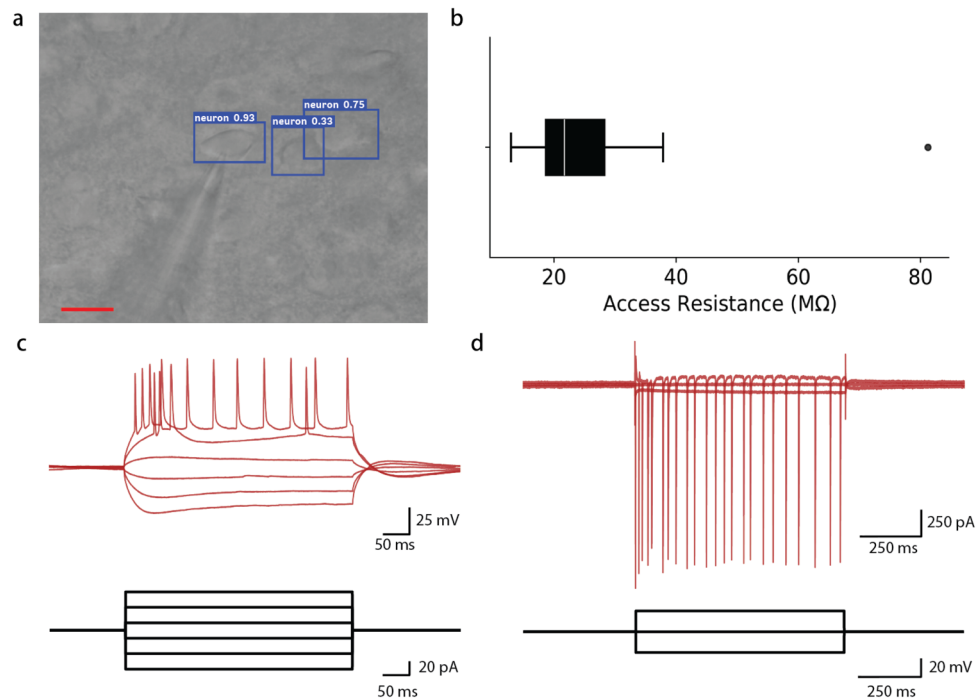 a
neuron 0.93
neuron 0.33
neuron 0.75
b
20 40 60 80
Access Resistance (MΩ)
c
25 mV
50 ms
20 pA
50 ms
d
250 pA
250 ms
20 mV
250 ms